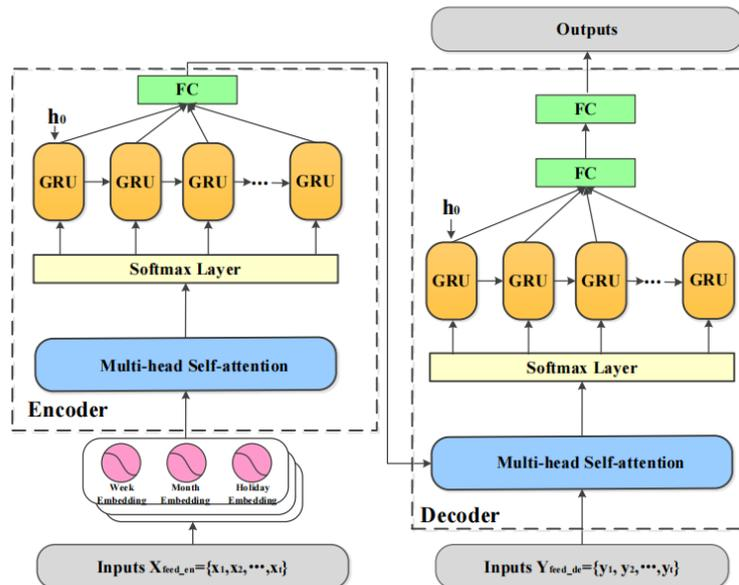 Outputs
FC
FC
FC
h0
GRU
GRU
GRU
...
GRU
h0
GRU
GRU
GRU
...
GRU
Softmax Layer
Softmax Layer
Multi-head Self-attention
Encoder
Multi-head Self-attention
Week
Embedding
Month
Embedding
Holiday
Embedding
Decoder
Inputs Xfeed_en={x1,x2,···,xt}
Inputs Yfeed_de={y1, y2,···,yt}